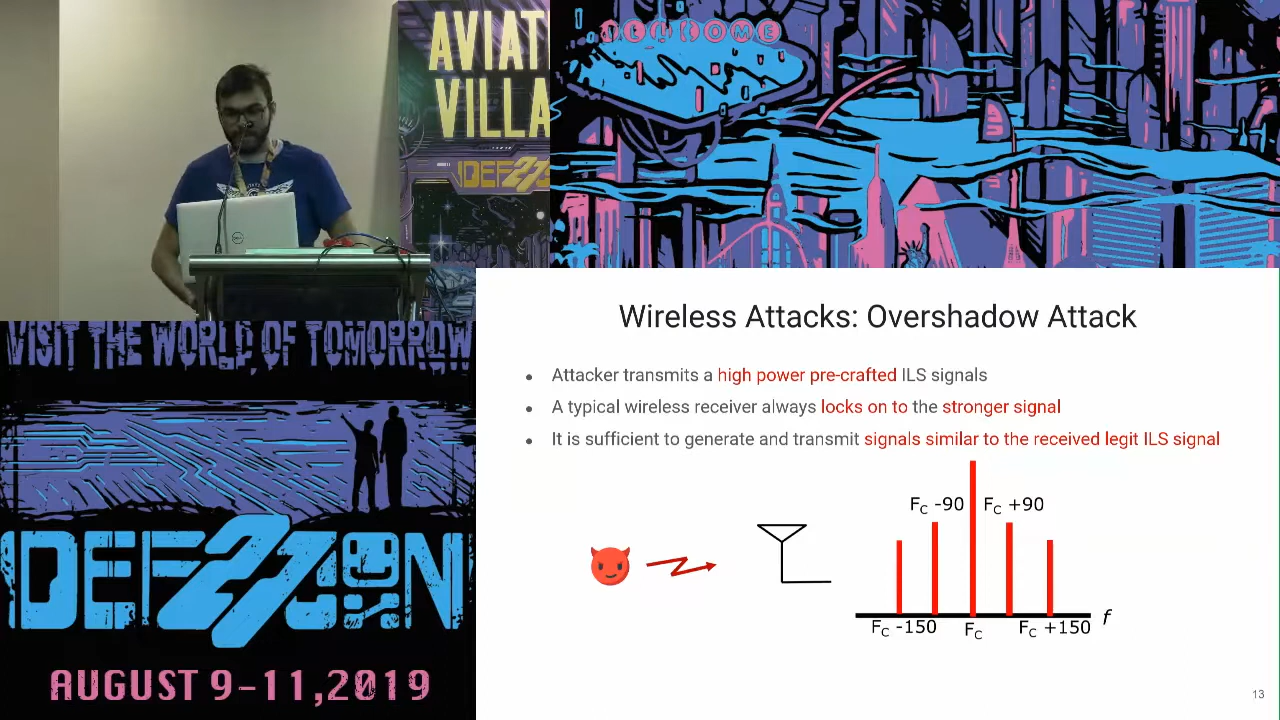 AVIAT
VILLA
DEF27
WELCOME
VISIT THE WORLD OF TOMORROW
DEF27CON
AUGUST 9-11,2019
Wireless Attacks: Overshadow Attack
• Attacker transmits a high power pre-crafted ILS signals
• A typical wireless receiver always locks on to the stronger signal
• It is sufficient to generate and transmit signals similar to the received legit ILS signal
FC -90 FC +90
FC -150 FC FC +150 f
13